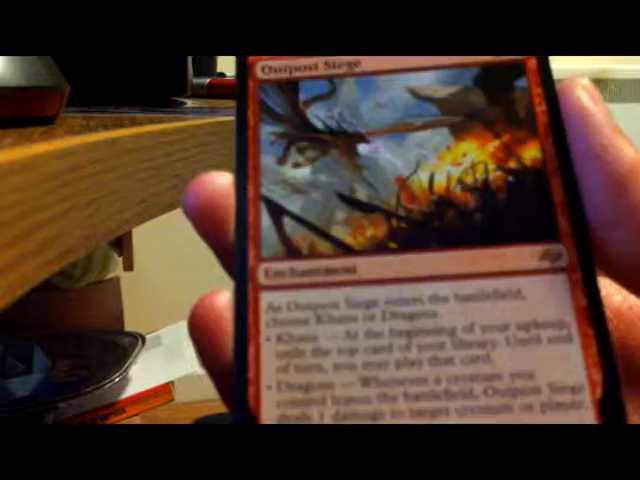 Outpost Siege
Enchantment
As Outpost Siege enters the battlefield,
choose Khans or Dragons.
• Khans — At the beginning of your upkeep,
exile the top card of your library. Until end
of turn, you may play that card.
• Dragons — Whenever a creature you
control leaves the battlefield, Outpost Siege
deals 1 damage to target creature or player.